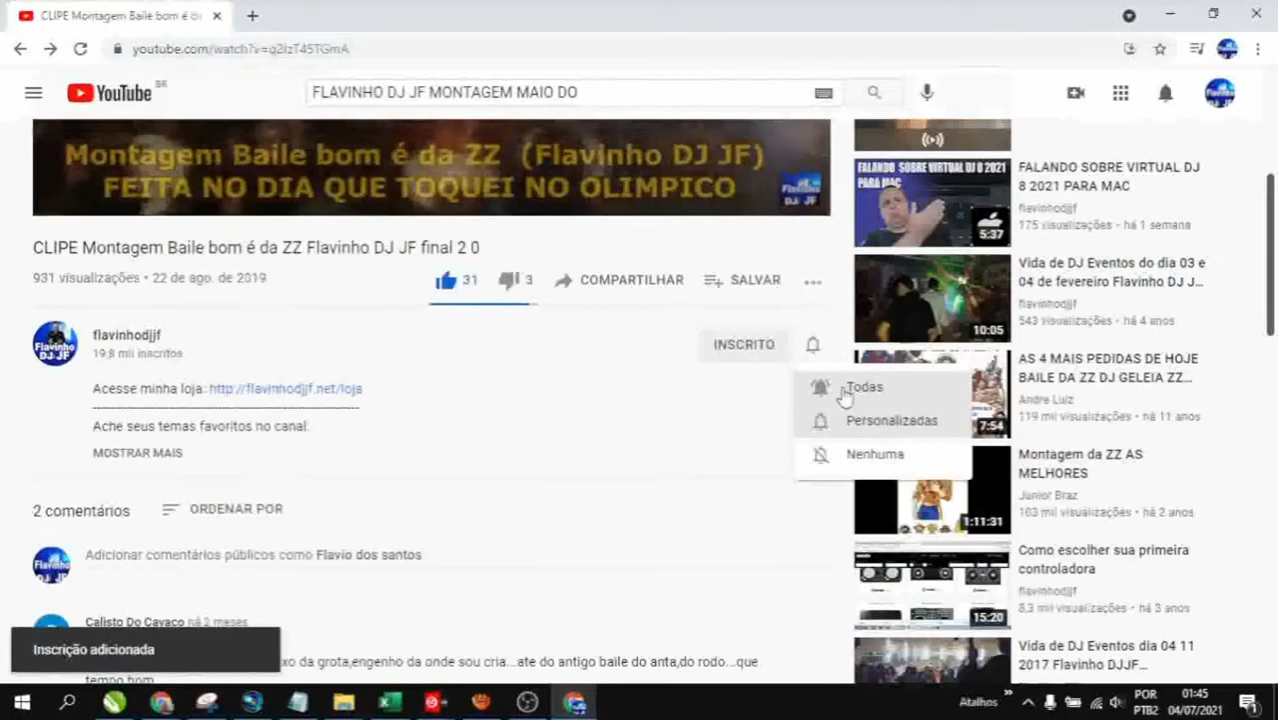 CLIPE Montagem Baile bom é da
youtube.com/watch?v=q2IzT45TGmA
YouTube BR
FLAVINHO DJ JF MONTAGEM MAIO DO
Montagem Baile bom é da ZZ (Flavinho DJ JF)
FEITA NO DIA QUE TOQUEI NO OLIMPICO
CLIPE Montagem Baile bom é da ZZ Flavinho DJ JF final 2 0
931 visualizações • 22 de ago. de 2019
31
3
COMPARTILHAR
SALVAR
flavinhodjjf
19,8 mil inscritos
INSCRITO
Todas
Personalizadas
Nenhuma
Acesse minha loja: http://flavinhodjjf.net/loja
Ache seus temas favoritos no canal:
MOSTRAR MAIS
2 comentários
ORDENAR POR
Adicionar comentários públicos como Flavio dos santos
Calisto Do Cavaco há 2 meses
xo da grota,engenho da onde sou cria...ate do antigo baile do anta,do rodo...que
tempo bom
Inscrição adicionada
FALANDO SOBRE VIRTUAL DJ 8 2021
PARA MAC
5:37
FALANDO SOBRE VIRTUAL DJ
8 2021 PARA MAC
flavinhodjjf
175 visualizações • há 1 semana
10:05
Vida de DJ Eventos do dia 03 e
04 de fevereiro Flavinho DJ J...
flavinhodjjf
543 visualizações • há 4 anos
7:54
AS 4 MAIS PEDIDAS DE HOJE
BAILE DA ZZ DJ GELEIA ZZ...
Andre Luiz
119 mil visualizações • há 11 anos
1:11:31
Montagem da ZZ AS
MELHORES
Junior Braz
103 mil visualizações • há 2 anos
15:20
Como escolher sua primeira
controladora
flavinhodjjf
8,3 mil visualizações • há 3 anos
Vida de DJ Eventos dia 04 11
2017 Flavinho DJJF...
Atalhos
POR
PTB2
01:45
04/07/2021